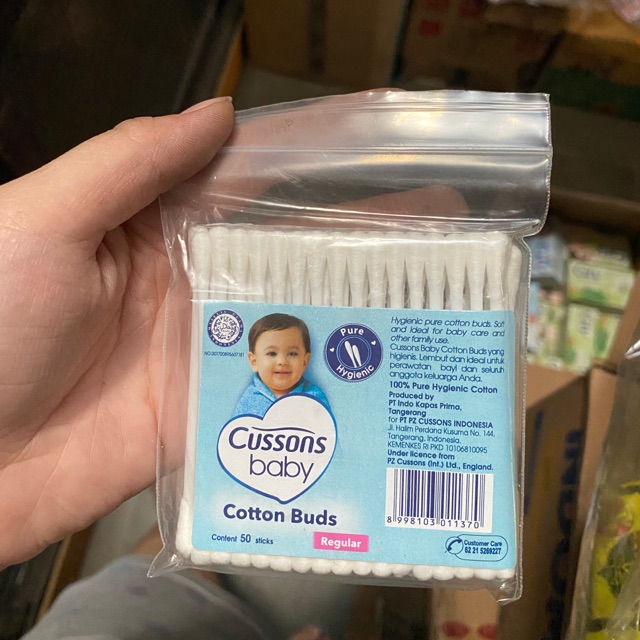 Pure
Hygienic
Cussons
baby
Cotton Buds
Content 50 sticks
Regular
Hygienic pure cotton buds. Soft
and ideal for baby care and
other family use.
Cussons Baby Cotton Buds yang
higienis. Lembut dan ideal untuk
perawatan bayi dan seluruh
anggota keluarga Anda.
100% Pure Hygienic Cotton
Produced by
PT Indo Kapas Prima,
Tangerang
for PT PZ CUSSONS INDONESIA
Jl. Halim Perdana Kusuma No. 144,
Tangerang, Indonesia.
KEMENKES RI PKD 10106810095
Under licence from
PZ Cussons (Int.) Ltd., England.
8 998103 011370
Customer Care
62 21 5269227